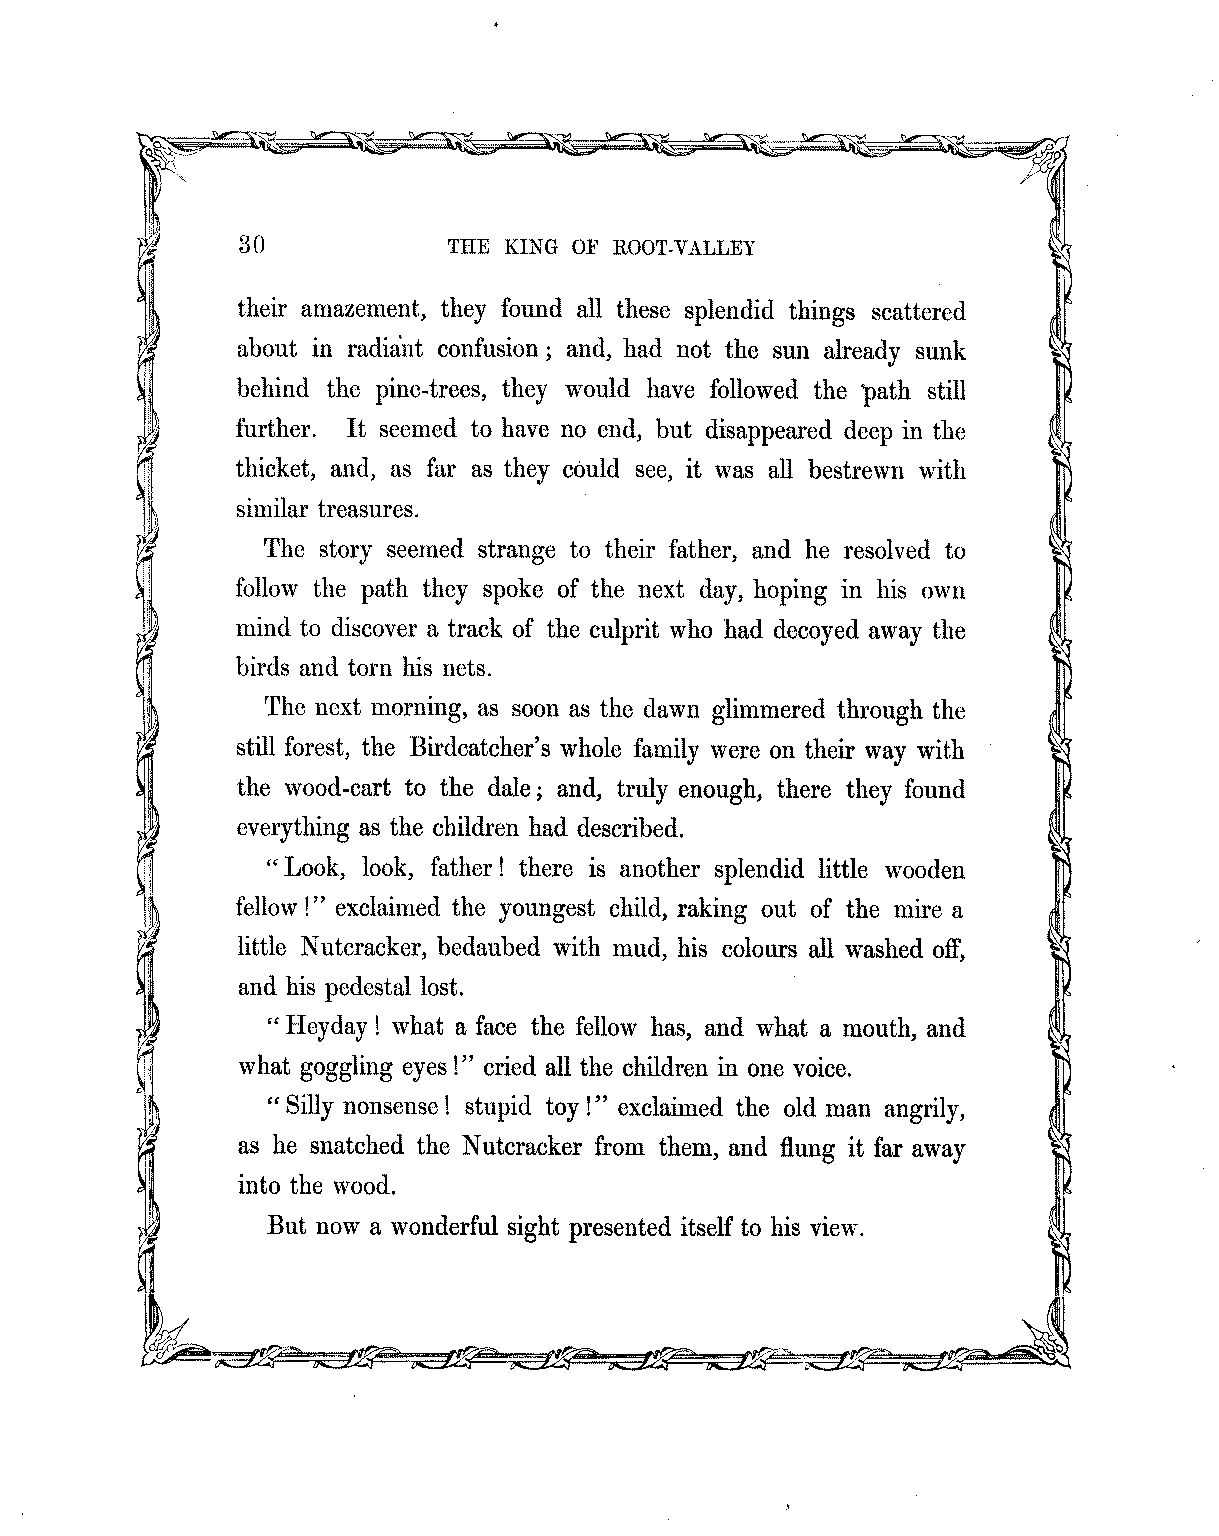 30 THE KING OF ROOT-VALLEY
their amazement, they found all these splendid things scattered
about in radiant confusion; and, had not the sun already sunk
behind the pine-trees, they would have followed the path still
further. It seemed to have no end, but disappeared deep in the
thicket, and, as far as they could see, it was all bestrewn with
similar treasures.
The story seemed strange to their father, and he resolved to
follow the path they spoke of the next day, hoping in his own
mind to discover a track of the culprit who had decoyed away the
birds and torn his nets.
The next morning, as soon as the dawn glimmered through the
still forest, the Birdcatcher's whole family were on their way with
the wood-cart to the dale; and, truly enough, there they found
everything as the children had described.
"Look, look, father! there is another splendid little wooden
fellow!" exclaimed the youngest child, raking out of the mire a
little Nutcracker, bedaubed with mud, his colours all washed off,
and his pedestal lost.
"Heyday! what a face the fellow has, and what a mouth, and
what goggling eyes!" cried all the children in one voice.
"Silly nonsense! stupid toy!" exclaimed the old man angrily,
as he snatched the Nutcracker from them, and flung it far away
into the wood.
But now a wonderful sight presented itself to his view.